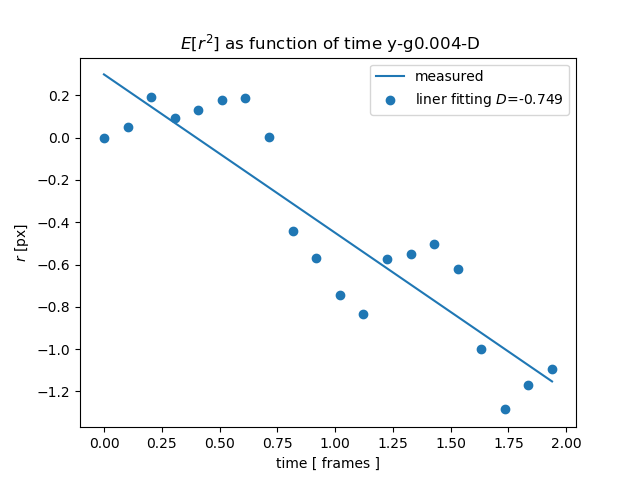 E[r²] as function of time y-g0.004-D
measured
liner fitting D=-0.749
0.2
0.0
−0.2
−0.4
−0.6
−0.8
−1.0
−1.2
r [px]
0.00 0.25 0.50 0.75 1.00 1.25 1.50 1.75 2.00
time [ frames ]